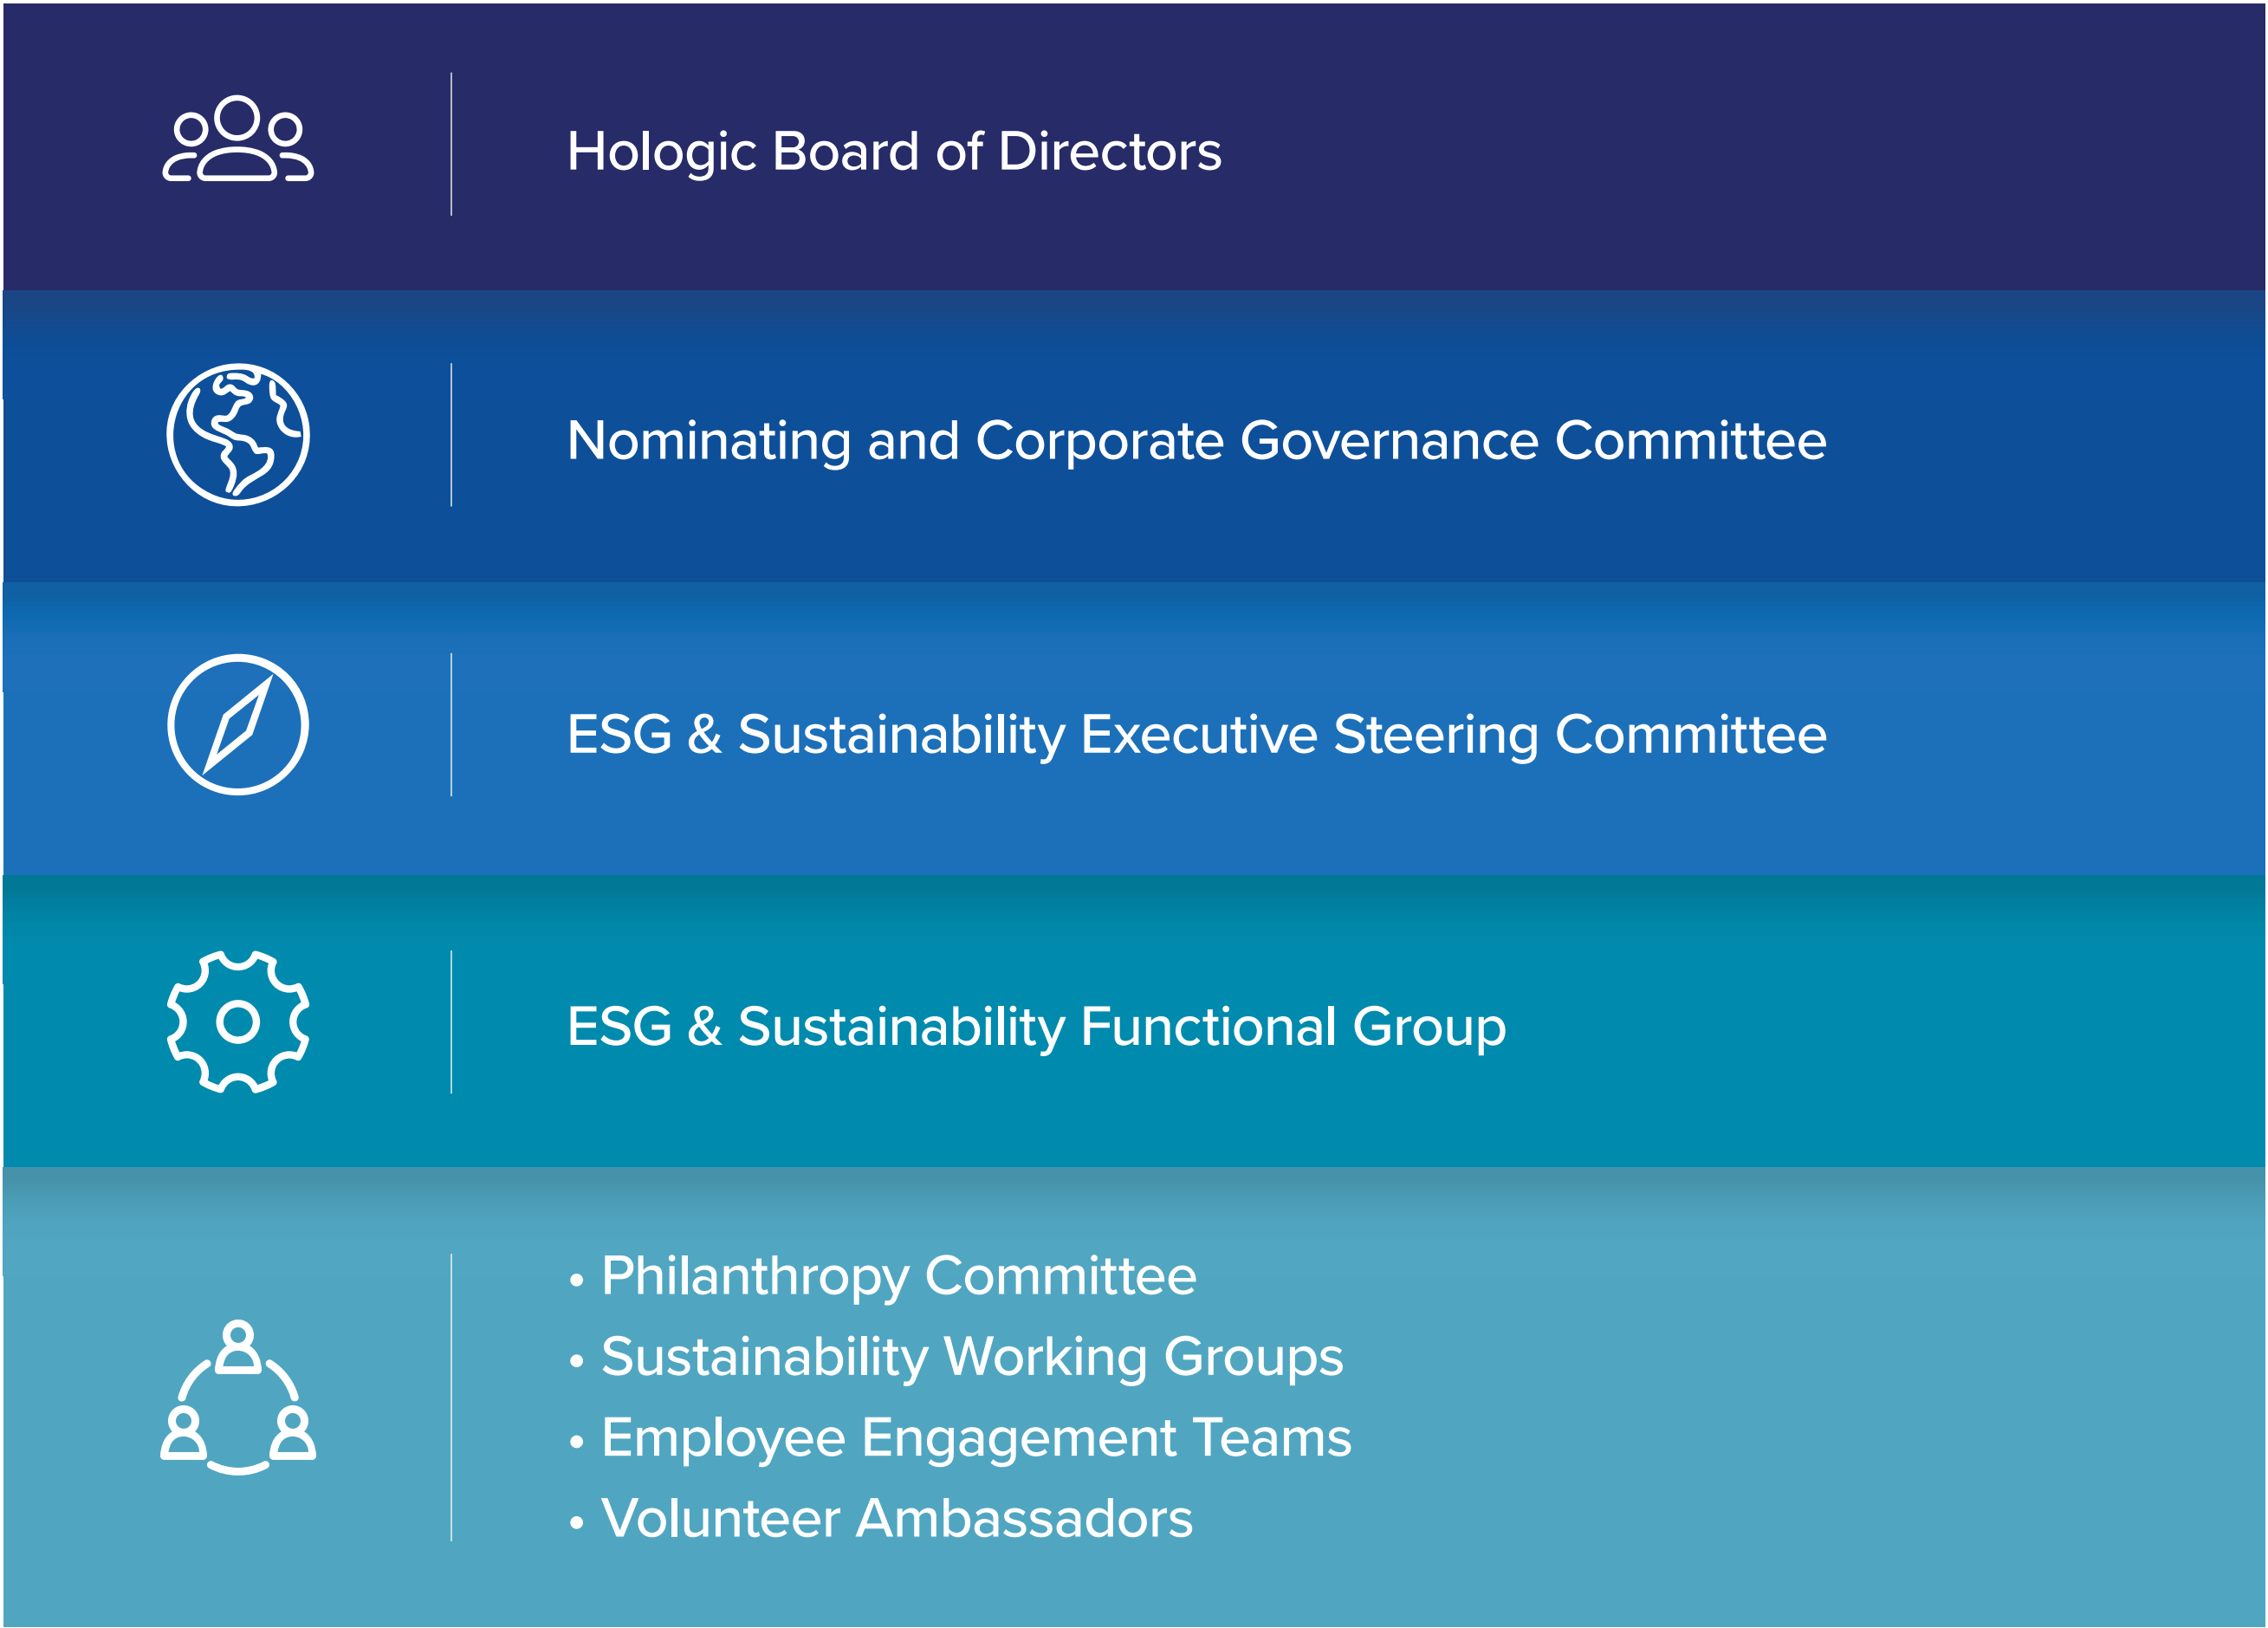 Hologic Board of Directors
Nominating and Corporate Governance Committee
ESG & Sustainability Executive Steering Committee
ESG & Sustainability Functional Group
• Philanthropy Committee
• Sustainability Working Groups
• Employee Engagement Teams
• Volunteer Ambassadors